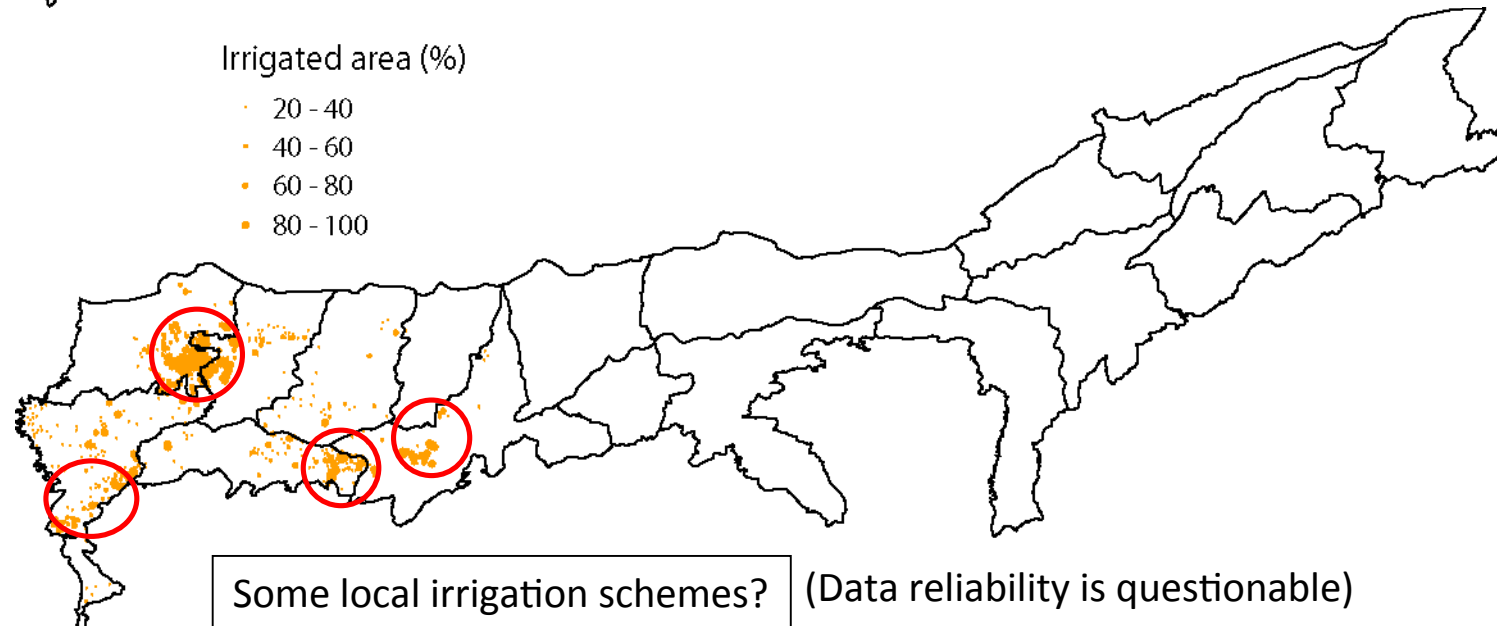 Irrigated area (%)
20 - 40
40 - 60
60 - 80
80 - 100
Some local irrigation schemes? (Data reliability is questionable)